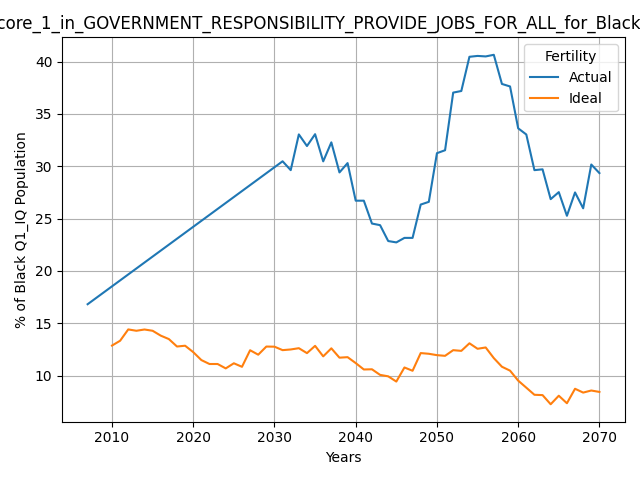 core_1_in_GOVERNMENT_RESPONSIBILITY_PROVIDE_JOBS_FOR_ALL_for_Black
Fertility
Actual
Ideal
% of Black Q1_IQ Population
40
35
30
25
20
15
10
2010 2020 2030 2040 2050 2060 2070
Years